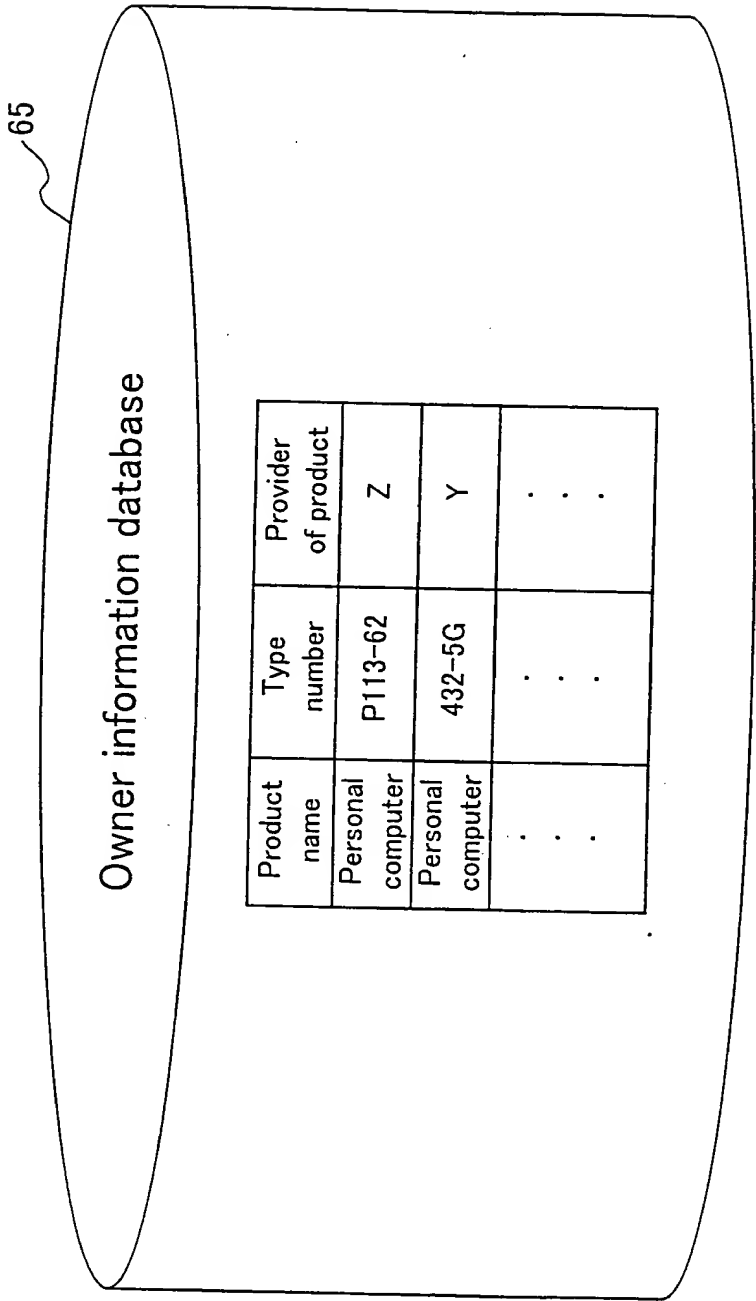 65
Owner information database
Product name | Type number | Provider of product
Personal computer | P113-62 | Z
Personal computer | 432-5G | Y
. . . | . . . | . . .